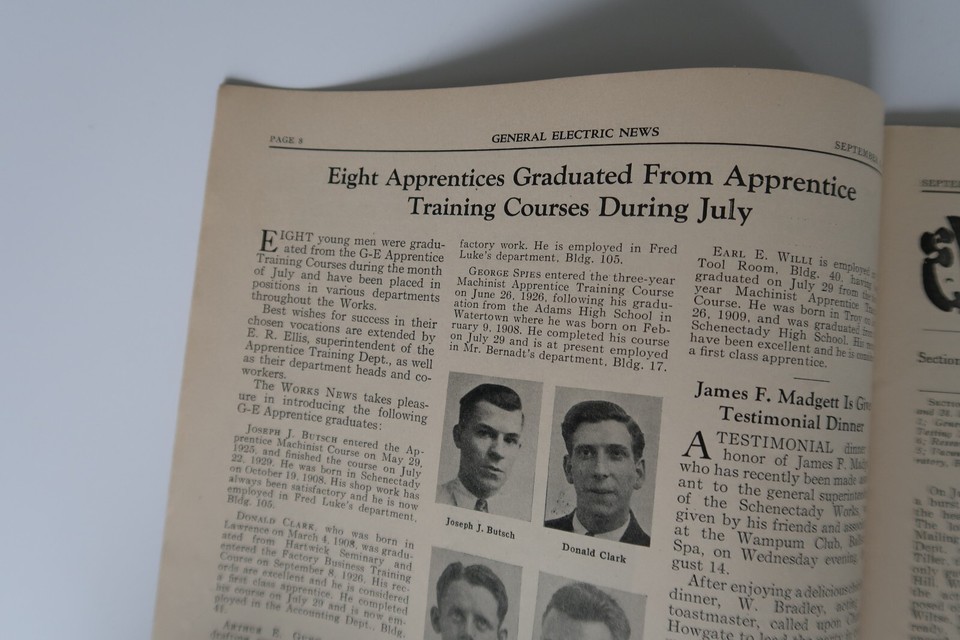 PAGE 8
GENERAL ELECTRIC NEWS
SEPTEMBER
Eight Apprentices Graduated From Apprentice
Training Courses During July
EIGHT young men were gradu-
ated from the G-E Apprentice
Training Courses during the month
of July and have been placed in
positions in various departments
throughout the Works.
Best wishes for success in their
chosen vocations are extended by
E. R. Ellis, superintendent of the
Apprentice Training Dept., as well
as their department heads and co-
workers.
The WORKS NEWS takes pleas-
ure in introducing the following
G-E Apprentice graduates:
JOSEPH J. BUTSCH entered the Ap-
prentice Machinist Course on May 29,
1925, and finished the course on July
22, 1929. He was born in Schenectady
on October 19, 1908. His shop work has
always been satisfactory and he is now
employed in Fred Luke's department,
Bldg. 105.
DONALD CLARK, who was born in
Lawrence on March 4, 1908, was gradu-
ated from Hartwick Seminary and
entered the Factory Business Training
Course on September 8, 1926. His rec-
ords are excellent and he is considered
a first class apprentice. He completed
his course on July 29 and is now em-
ployed in the Accounting Dept., Bldg.
41.
ARTHUR E.
factory work. He is employed in Fred
Luke's department, Bldg. 105.
GEORGE SPIES entered the three-year
Machinist Apprentice Training Course
on June 26, 1926, following his gradu-
ation from the Adams High School in
Watertown where he was born on Feb-
ruary 9, 1908. He completed his course
on July 29 and is at present employed
in Mr. Bernadt's department, Bldg. 17.
Joseph J. Butsch
Donald Clark
EARL E. WILLI is employed
Tool Room, Bldg. 40, having
graduated on July 29 from the
year Machinist Apprentice
Course. He was born in Troy
26, 1909, and was graduated from
Schenectady High School. His
have been excellent and he is
a first class apprentice.
James F. Madgett Is
Testimonial Dinner
A TESTIMONIAL dinner
honor of James F.
who has recently been made
ant to the general
of the Schenectady Works,
given by his friends and
at the Wampum Club,
Spa, on Wednesday evening,
gust 14.
After enjoying a delicious
dinner, W. Bradley,
toastmaster, called upon
Howgate to lead
SEPTE
Section
On J
a
the
The
Mailing
Dept.